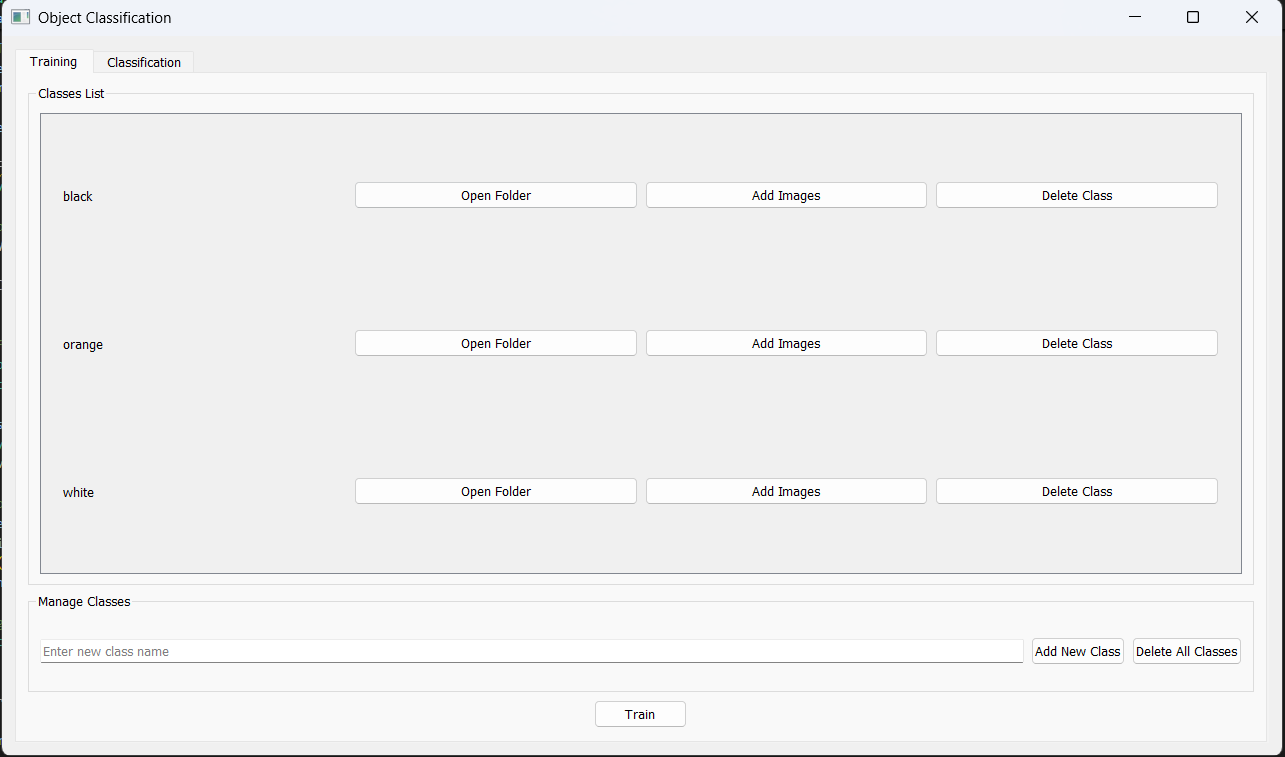 Object Classification
Training Classification
Classes List
black Open Folder Add Images Delete Class
orange Open Folder Add Images Delete Class
white Open Folder Add Images Delete Class
Manage Classes
Enter new class name Add New Class Delete All Classes
Train